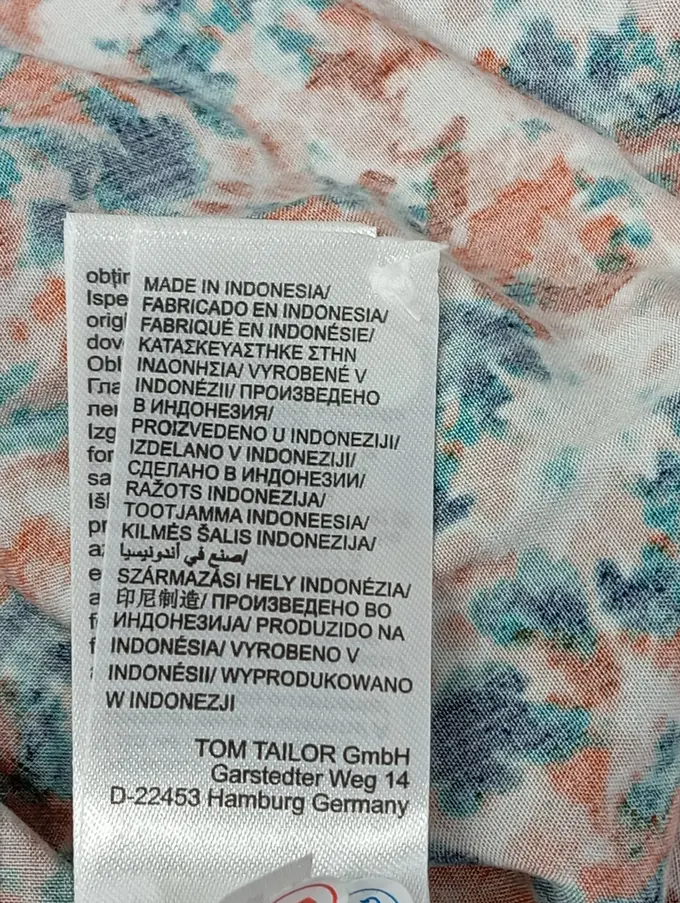 MADE IN INDONESIA/
FABRICADO EN INDONESIA/
FABRIQUÉ EN INDONÉSIE/
ΚΑΤΑΣΚΕΥΑΣΤΗΚΕ ΣΤΗΝ
ΙΝΔΟΝΗΣΙΑ/ VYROBENÉ V
INDONÉZII/ ПРОИЗВЕДЕНО
В ИНДОНЕЗИЯ/
PROIZVEDENO U INDONEZIJI/
IZDELANO V INDONEZIJI/
СДЕЛАНО В ИНДОНЕЗИИ/
RAŽOTS INDONEZIJA/
TOOTJAMMA INDONEESIA/
KILMĖS ŠALIS INDONEZIJA/
صنع في أندونيسيا/
SZÁRMAZÁSI HELY INDONÉZIA/
印尼制造/ ПРОИЗВЕДЕНО ВО
ИНДОНЕЗИЈА/ PRODUZIDO NA
INDONÉSIA/ VYROBENO V
INDONÉSII/ WYPRODUKOWANO
W INDONEZJI
TOM TAILOR GmbH
Garstedter Weg 14
D-22453 Hamburg Germany